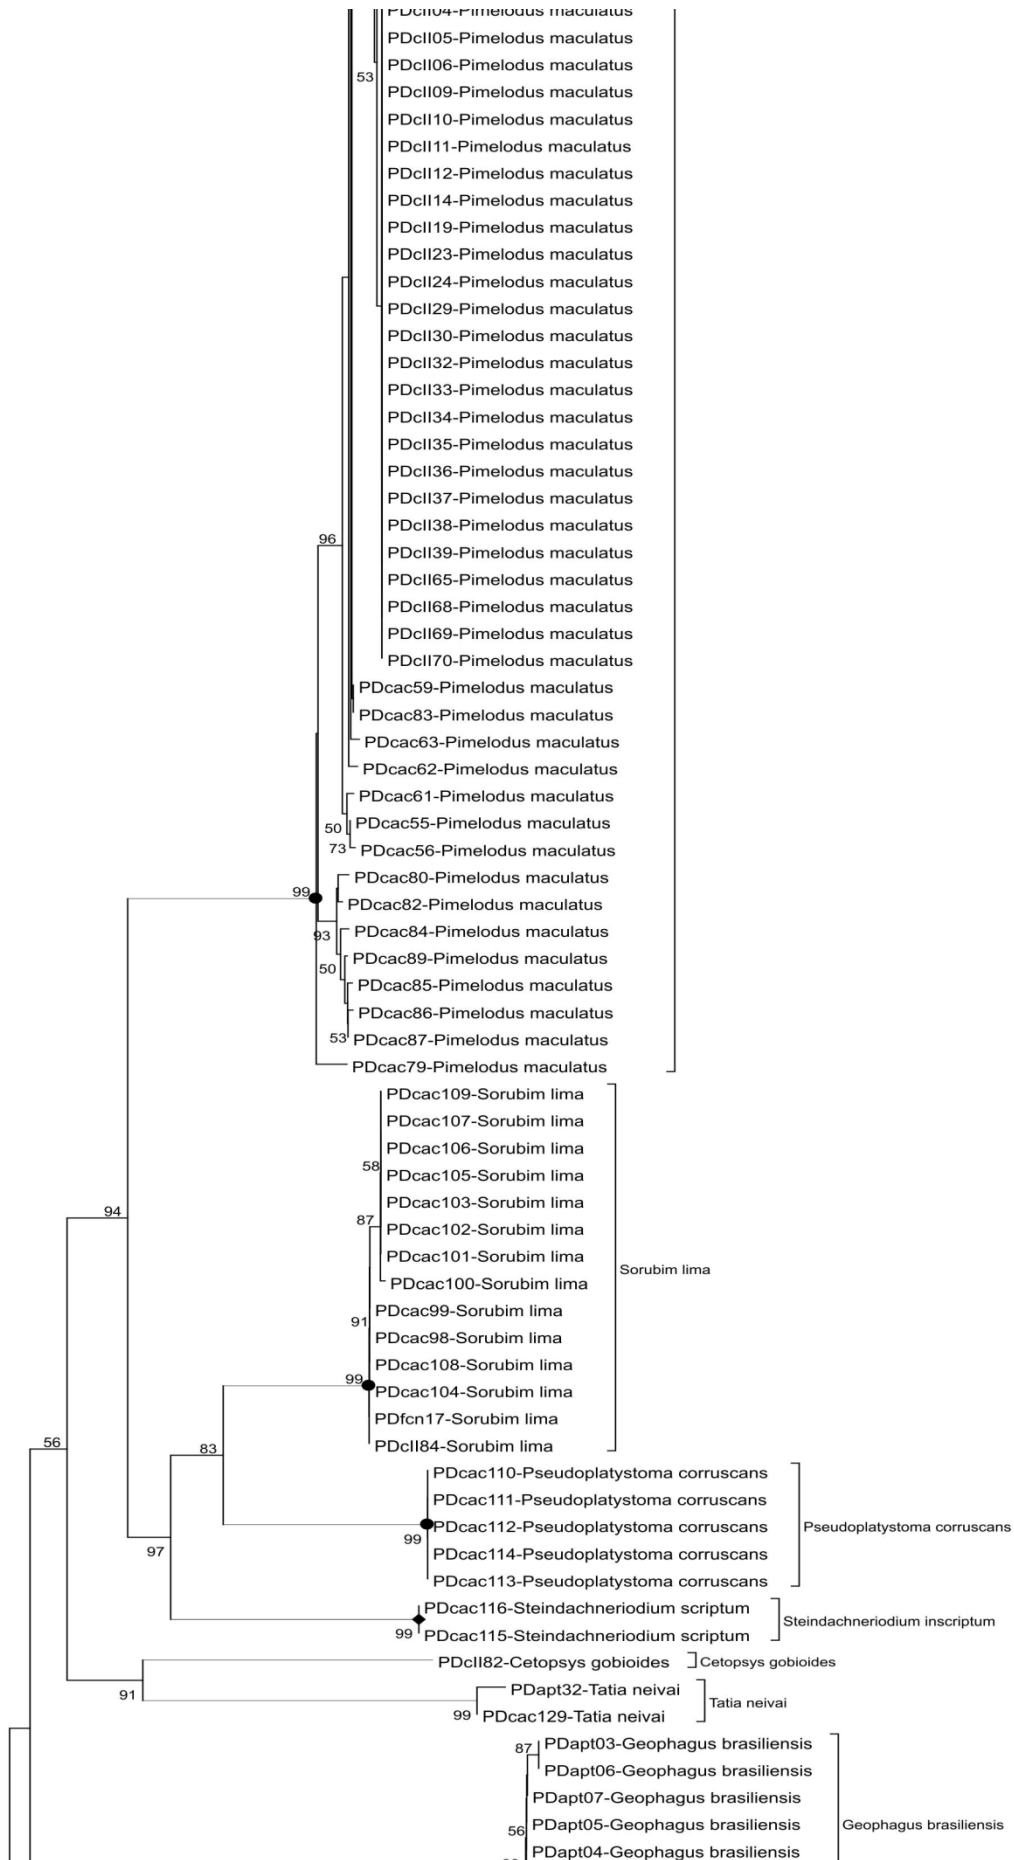 PDcII04-Pimelodus maculatus
PDcII05-Pimelodus maculatus
PDcII06-Pimelodus maculatus
53
PDcII09-Pimelodus maculatus
PDcII10-Pimelodus maculatus
PDcII11-Pimelodus maculatus
PDcII12-Pimelodus maculatus
PDcII14-Pimelodus maculatus
PDcII19-Pimelodus maculatus
PDcII23-Pimelodus maculatus
PDcII24-Pimelodus maculatus
PDcII29-Pimelodus maculatus
PDcII30-Pimelodus maculatus
PDcII32-Pimelodus maculatus
PDcII33-Pimelodus maculatus
PDcII34-Pimelodus maculatus
PDcII35-Pimelodus maculatus
PDcII36-Pimelodus maculatus
PDcII37-Pimelodus maculatus
PDcII38-Pimelodus maculatus
96
PDcII39-Pimelodus maculatus
PDcII65-Pimelodus maculatus
PDcII68-Pimelodus maculatus
PDcII69-Pimelodus maculatus
PDcII70-Pimelodus maculatus
PDcac59-Pimelodus maculatus
PDcac83-Pimelodus maculatus
PDcac63-Pimelodus maculatus
PDcac62-Pimelodus maculatus
PDcac61-Pimelodus maculatus
50
PDcac55-Pimelodus maculatus
73
PDcac56-Pimelodus maculatus
PDcac80-Pimelodus maculatus
99
PDcac82-Pimelodus maculatus
93
PDcac84-Pimelodus maculatus
PDcac89-Pimelodus maculatus
50
PDcac85-Pimelodus maculatus
PDcac86-Pimelodus maculatus
53
PDcac87-Pimelodus maculatus
PDcac79-Pimelodus maculatus
PDcac109-Sorubim lima
PDcac107-Sorubim lima
PDcac106-Sorubim lima
58
PDcac105-Sorubim lima
PDcac103-Sorubim lima
94
87
PDcac102-Sorubim lima
PDcac101-Sorubim lima
Sorubim lima
PDcac100-Sorubim lima
PDcac99-Sorubim lima
91
PDcac98-Sorubim lima
PDcac108-Sorubim lima
99
PDcac104-Sorubim lima
PDfcn17-Sorubim lima
56
83
PDcII84-Sorubim lima
PDcac110-Pseudoplatystoma corruscans
PDcac111-Pseudoplatystoma corruscans
PDcac112-Pseudoplatystoma corruscans
Pseudoplatystoma corruscans
99
97
PDcac114-Pseudoplatystoma corruscans
PDcac113-Pseudoplatystoma corruscans
PDcac116-Steindachneriodium scriptum
Steindachneriodium inscriptum
99
PDcac115-Steindachneriodium scriptum
PDcII82-Cetopsys gobioides
Cetopsys gobioides
91
PDapt32-Tatia neivai
Tatia neivai
99
PDcac129-Tatia neivai
87
PDapt03-Geophagus brasiliensis
PDapt06-Geophagus brasiliensis
PDapt07-Geophagus brasiliensis
56
PDapt05-Geophagus brasiliensis
Geophagus brasiliensis
PDapt04-Geophagus brasiliensis